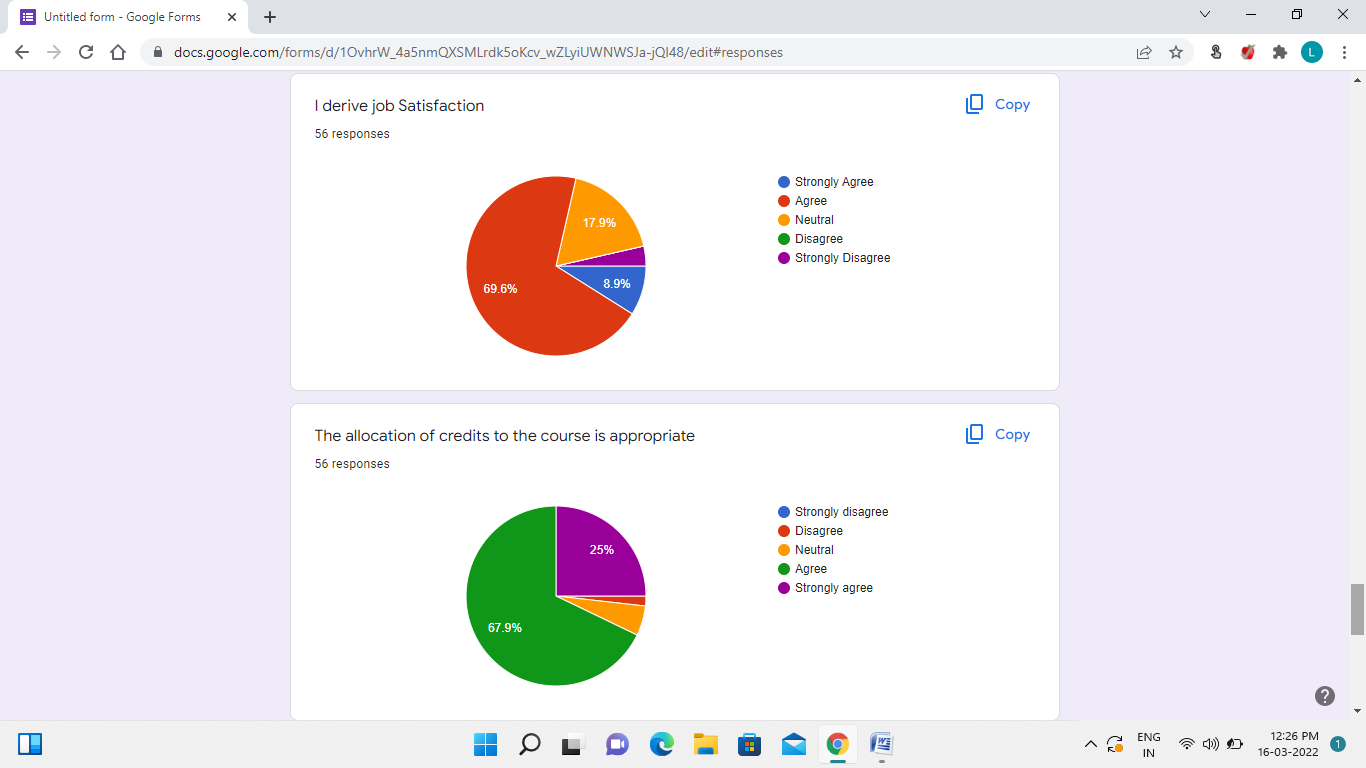 Untitled form - Google Forms
docs.google.com/forms/d/1OvhrW_4a5nmQXSMLrdk5oKcv_wZLyiUWNWSJa-jQI48/edit#responses
L
I derive job Satisfaction
Copy
56 responses
Strongly Agree
Agree
Neutral
Disagree
Strongly Disagree
17.9%
69.6%
8.9%
The allocation of credits to the course is appropriate
Copy
56 responses
Strongly disagree
Disagree
Neutral
Agree
Strongly agree
25%
67.9%
ENG
IN
12:26 PM
16-03-2022
1